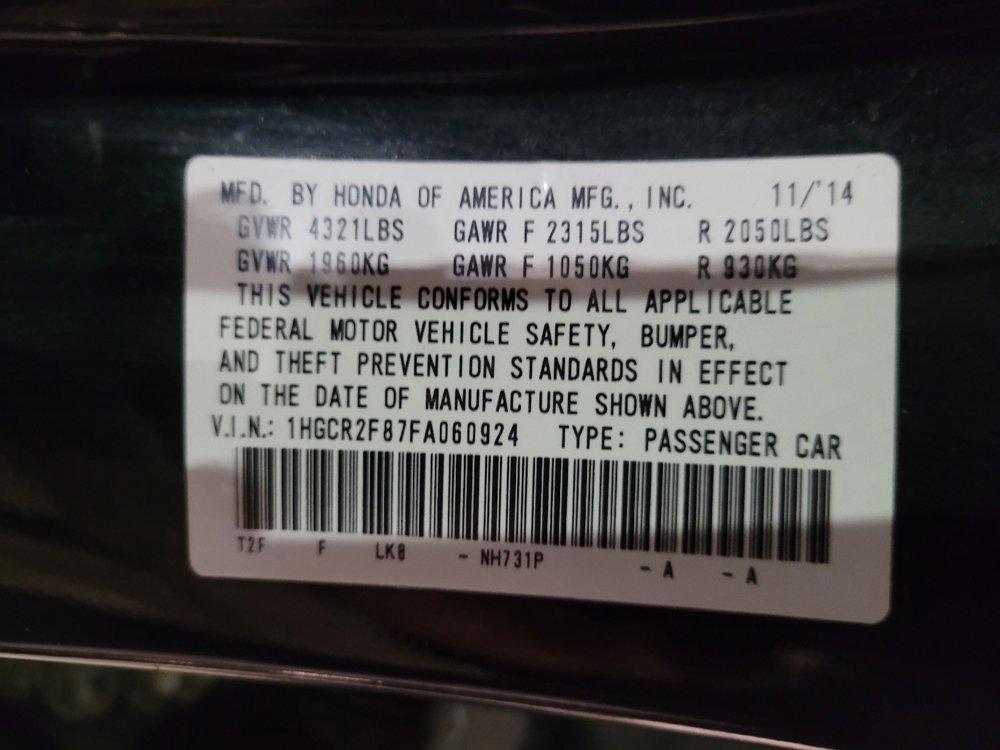 MFD. BY HONDA OF AMERICA MFG., INC. 11/'14
GVWR 4321LBS GAWR F 2315LBS R 2050LBS
GVWR 1960KG GAWR F 1050KG R 930KG
THIS VEHICLE CONFORMS TO ALL APPLICABLE
FEDERAL MOTOR VEHICLE SAFETY, BUMPER,
AND THEFT PREVENTION STANDARDS IN EFFECT
ON THE DATE OF MANUFACTURE SHOWN ABOVE.
V.I.N.: 1HGCR2F87FA060924 TYPE: PASSENGER CAR
T2F F LK8 - NH731P - A - A